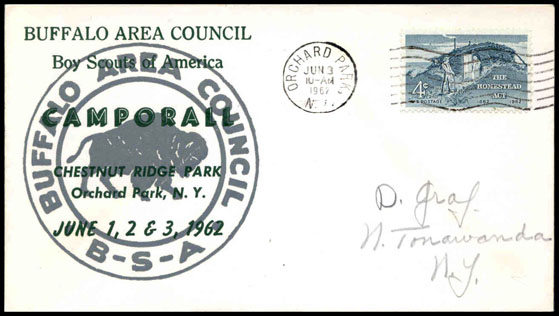 BUFFALO AREA COUNCIL
Boy Scouts of America
BUFFALO AREA COUNCIL
B-S-A
CAMPORALL
CHESTNUT RIDGE PARK
Orchard Park, N. Y.
JUNE 1, 2 & 3, 1962
ORCHARD PARK,
N. Y.
JUN 3
10-AM
1962
4¢
THE
HOMESTEAD
ACT
U.S. POSTAGE 1862 1962
D. Graf.
N. Tonawanda
N.Y.